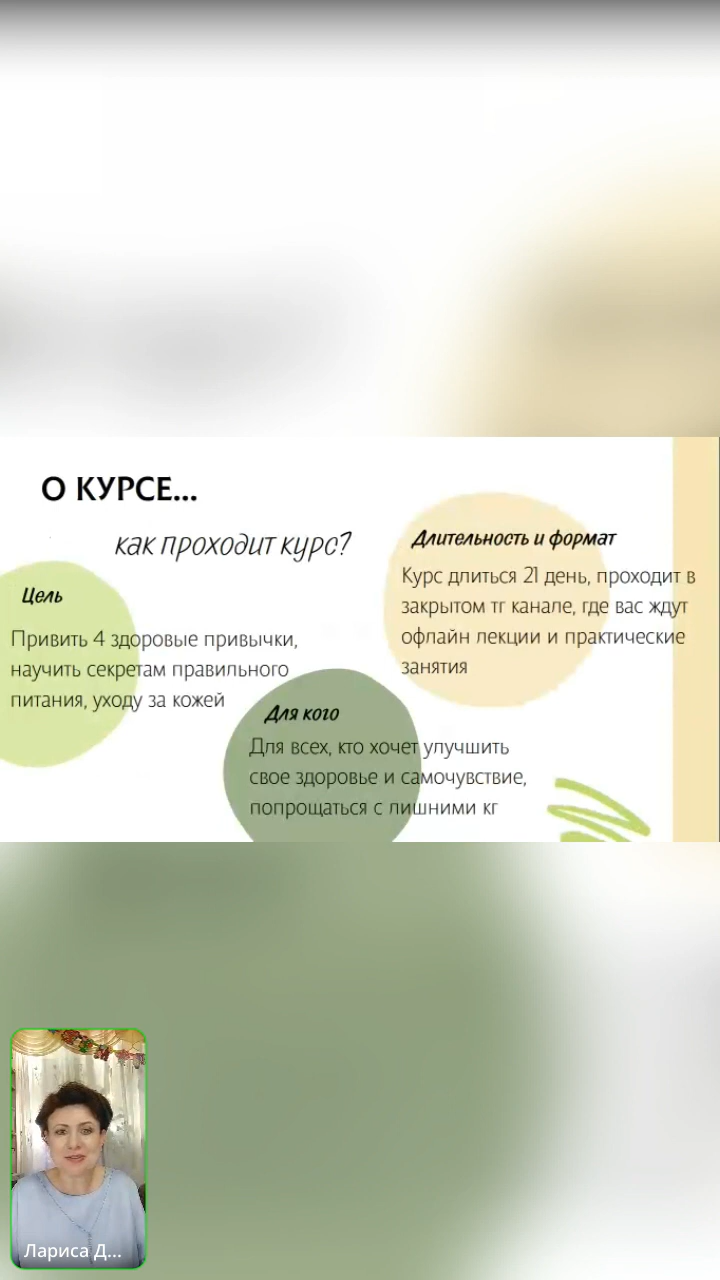 О КУРСЕ...
как проходит курс?
Цель
Привить 4 здоровые привычки,
научить секретам правильного
питания, уходу за кожей
Длительность и формат
Курс длиться 21 день, проходит в
закрытом тг канале, где вас ждут
офлайн лекции и практические
занятия
Для кого
Для всех, кто хочет улучшить
свое здоровье и самочувствие,
попрощаться с лишними кг
Лариса Д...